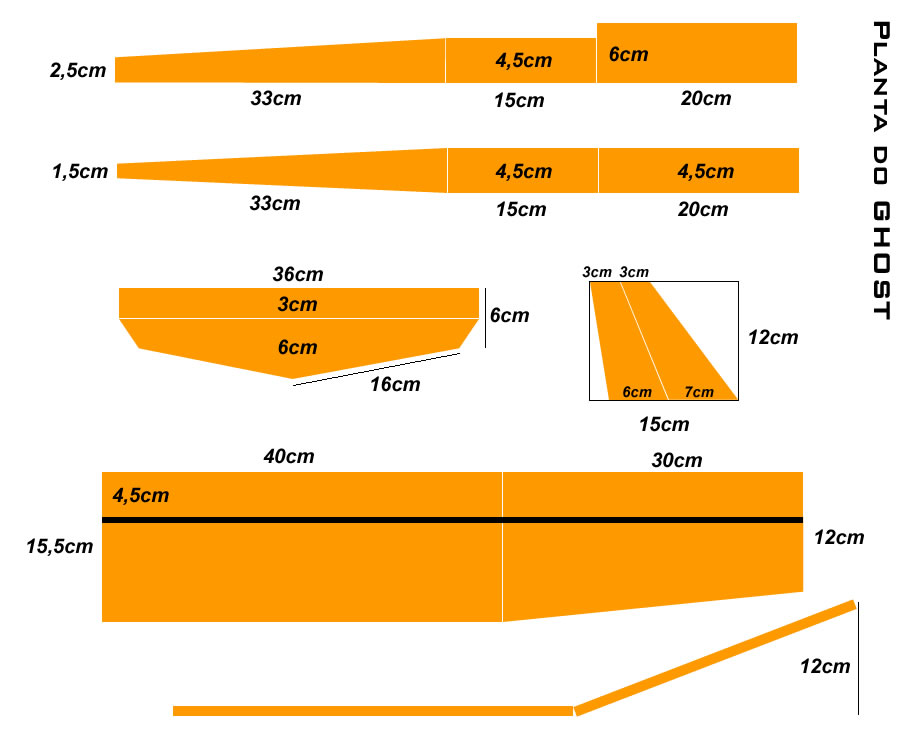 PLANTA DO GHOST
2,5cm
4,5cm
6cm
33cm
15cm
20cm
1,5cm
4,5cm
4,5cm
33cm
15cm
20cm
36cm
3cm
6cm
6cm
16cm
3cm 3cm
12cm
6cm
7cm
15cm
40cm
30cm
4,5cm
15,5cm
12cm
12cm